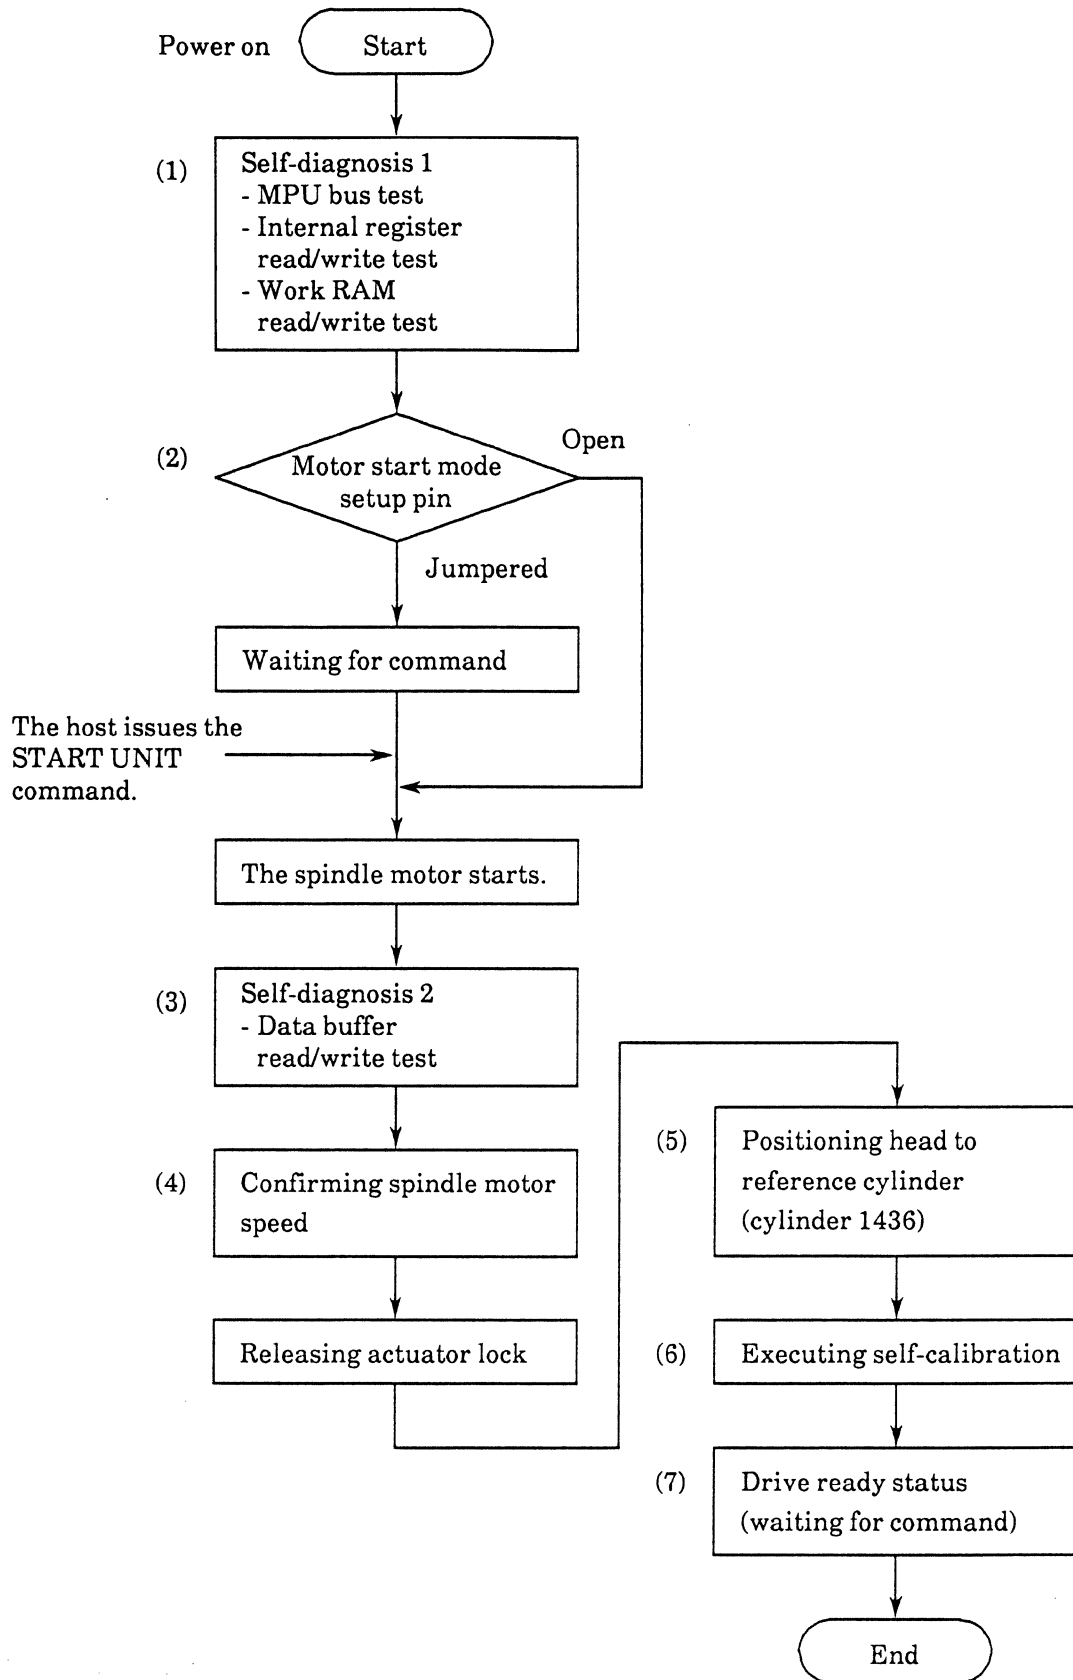 Power on
Start
(1)
Self-diagnosis 1
- MPU bus test
- Internal register
read/write test
- Work RAM
read/write test
(2)
Motor start mode
setup pin
Open
Jumpered
Waiting for command
The host issues the
START UNIT
command.
The spindle motor starts.
(3)
Self-diagnosis 2
- Data buffer
read/write test
(4)
Confirming spindle motor
speed
Releasing actuator lock
(5)
Positioning head to
reference cylinder
(cylinder 1436)
(6)
Executing self-calibration
(7)
Drive ready status
(waiting for command)
End